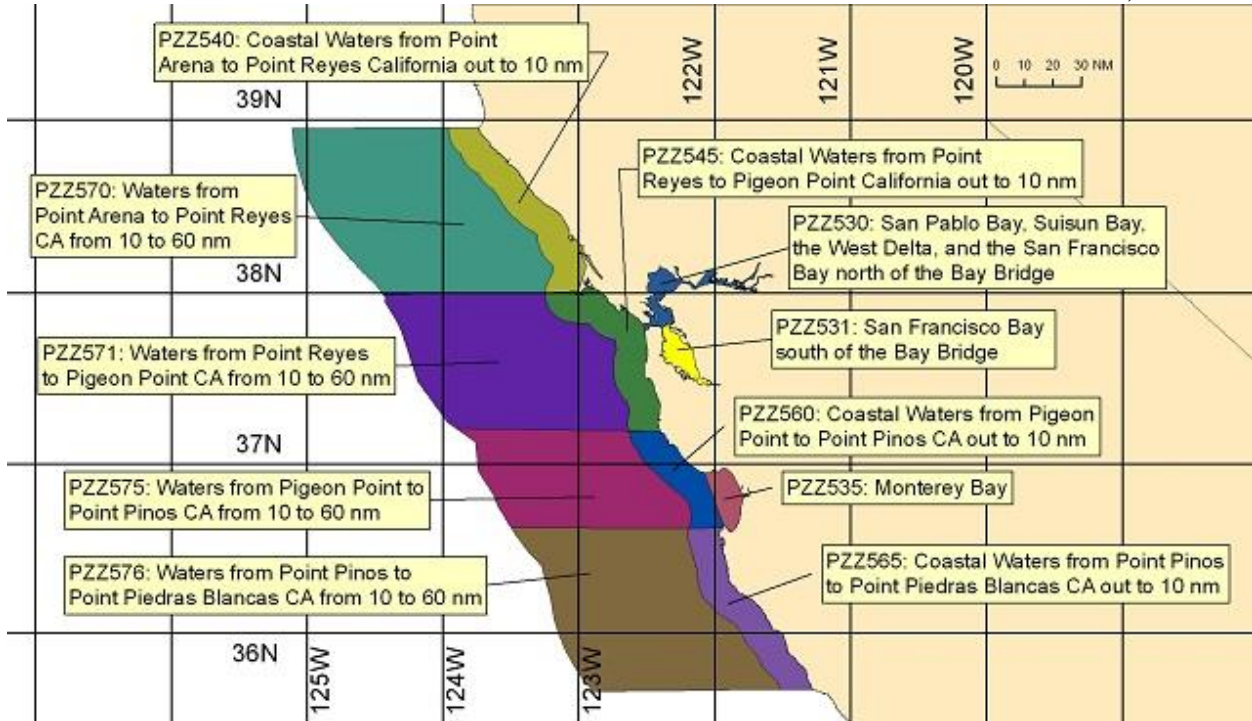 PZZ540: Coastal Waters from Point
Arena to Point Reyes California out to 10 nm
122W
121W
120W
0 10 20 30 NM
39N
PZZ545: Coastal Waters from Point
Reyes to Pigeon Point California out to 10 nm
PZZ570: Waters from
Point Arena to Point Reyes
CA from 10 to 60 nm
PZZ530: San Pablo Bay, Suisun Bay,
the West Delta, and the San Francisco
Bay north of the Bay Bridge
38N
PZZ531: San Francisco Bay
south of the Bay Bridge
PZZ571: Waters from Point Reyes
to Pigeon Point CA from 10 to 60 nm
PZZ560: Coastal Waters from Pigeon
Point to Point Pinos CA out to 10 nm
37N
PZZ575: Waters from Pigeon Point to
Point Pinos CA from 10 to 60 nm
PZZ535: Monterey Bay
PZZ576: Waters from Point Pinos to
Point Piedras Blancas CA from 10 to 60 nm
PZZ565: Coastal Waters from Point Pinos
to Point Piedras Blancas CA out to 10 nm
36N
125W
124W
123W